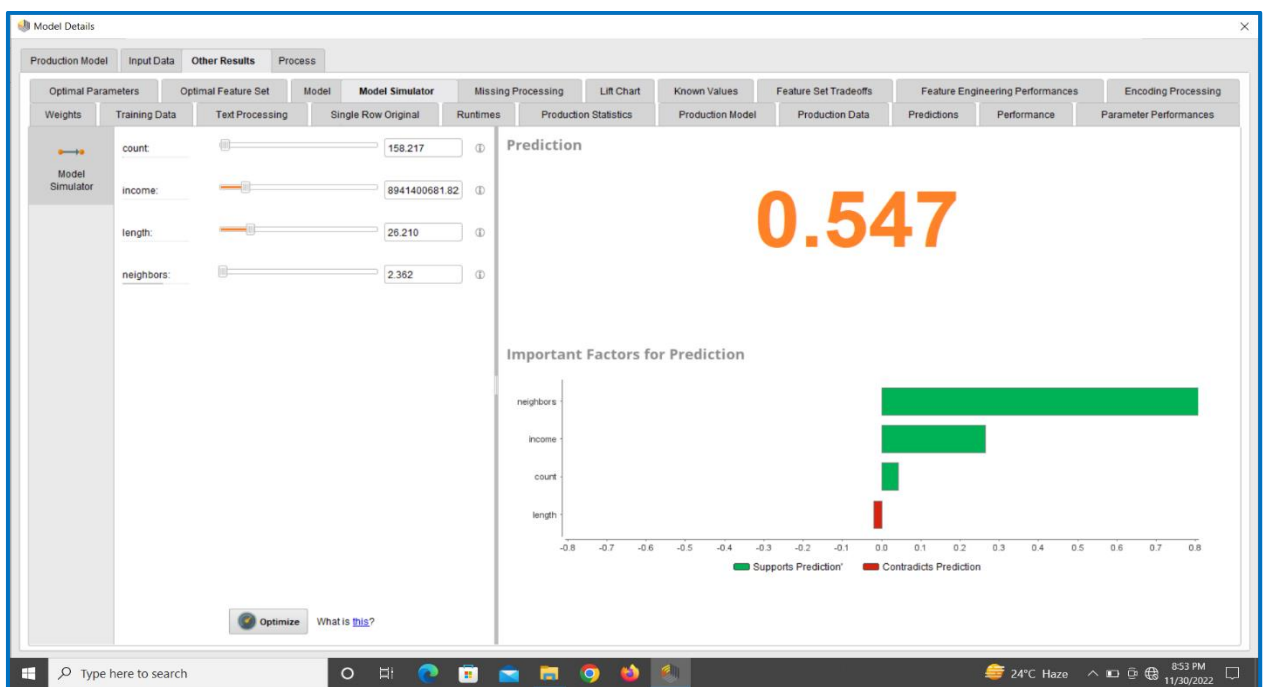 Model Details
Production Model Input Data Other Results Process
Optimal Parameters Optimal Feature Set Model Model Simulator Missing Processing Lift Chart Known Values Feature Set Tradeoffs Feature Engineering Performances Encoding Processing
Weights Training Data Text Processing Single Row Original Runtimes Production Statistics Production Model Production Data Predictions Performance Parameter Performances
Model
Simulator
count: 158.217
income: 8941400681.82
length: 26.210
neighbors: 2.362
Optimize What is this?
Prediction
0.547
Important Factors for Prediction
neighbors
income
count
length
-0.8 -0.7 -0.6 -0.5 -0.4 -0.3 -0.2 -0.1 0.0 0.1 0.2 0.3 0.4 0.5 0.6 0.7 0.8
Supports Prediction' Contradicts Prediction
Type here to search 24°C Haze 8:53 PM
11/30/2022